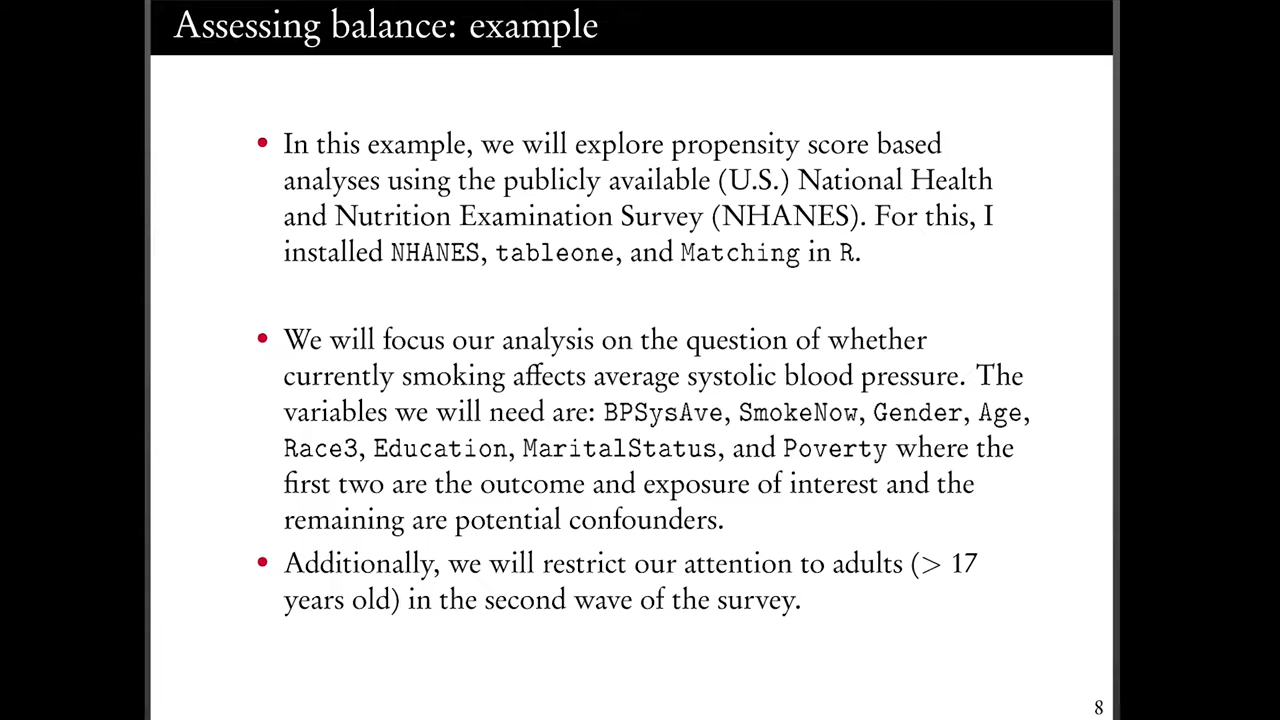 Assessing balance: example
• In this example, we will explore propensity score based
analyses using the publicly available (U.S.) National Health
and Nutrition Examination Survey (NHANES). For this, I
installed NHANES, tableone, and Matching in R.
• We will focus our analysis on the question of whether
currently smoking affects average systolic blood pressure. The
variables we will need are: BPSysAve, SmokeNow, Gender, Age,
Race3, Education, MaritalStatus, and Poverty where the
first two are the outcome and exposure of interest and the
remaining are potential confounders.
• Additionally, we will restrict our attention to adults (> 17
years old) in the second wave of the survey.
8